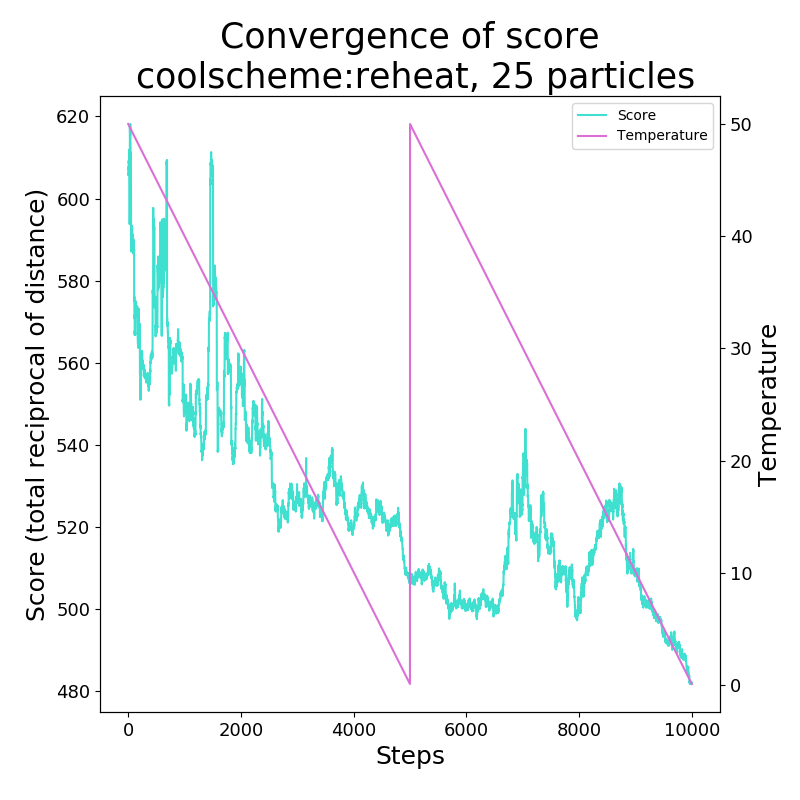 Convergence of score
coolscheme:reheat, 25 particles
Score
Temperature
Score (total reciprocal of distance)
620
600
580
560
540
520
500
480
50
40
30
20
10
0
Temperature
0
2000
4000
6000
8000
10000
Steps